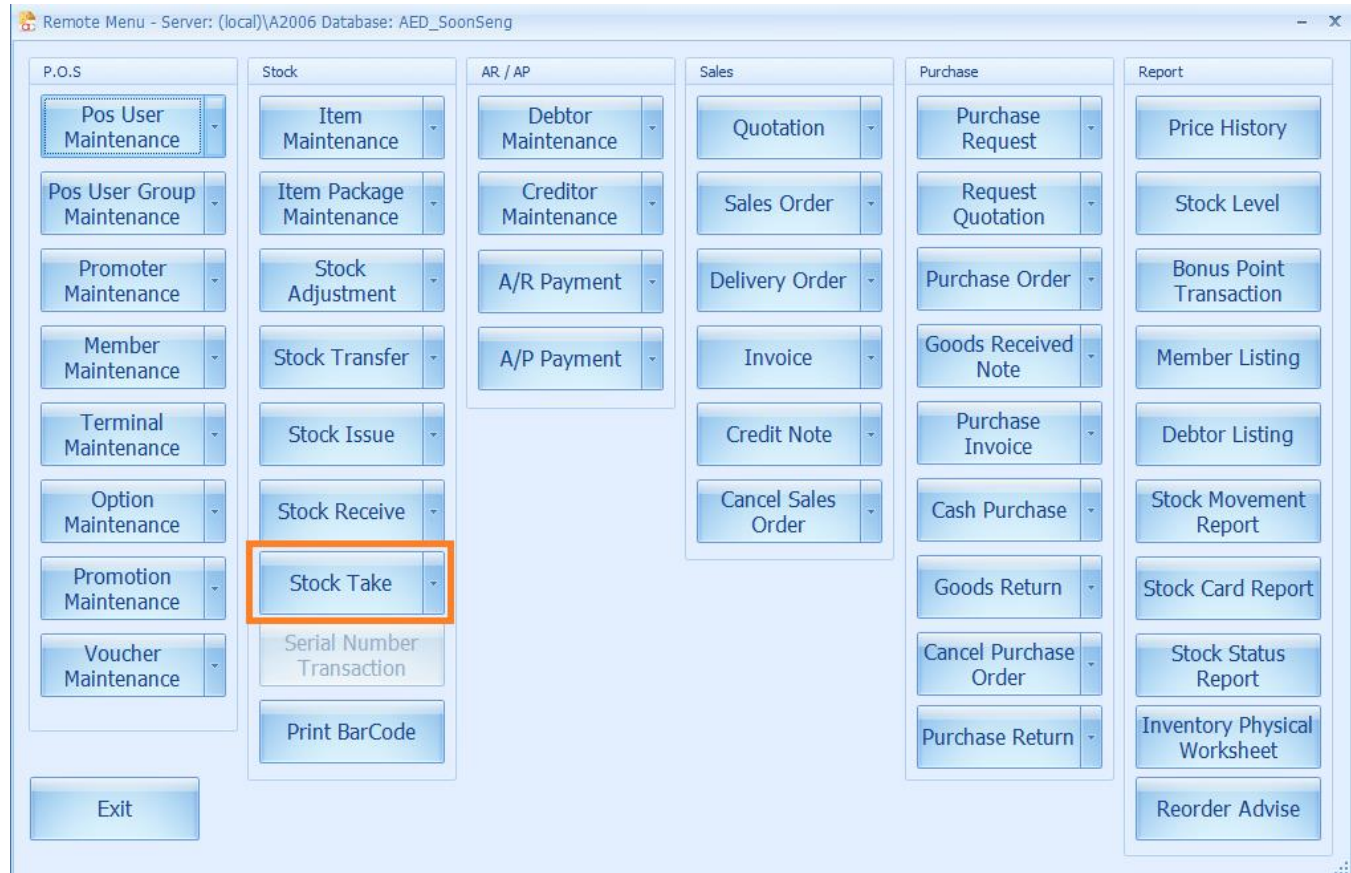 Remote Menu - Server: (local)\A2006 Database: AED_SoonSeng
P.O.S
Pos User
Maintenance
Pos User Group
Maintenance
Promoter
Maintenance
Member
Maintenance
Terminal
Maintenance
Option
Maintenance
Promotion
Maintenance
Voucher
Maintenance
Exit
Stock
Item
Maintenance
Item Package
Maintenance
Stock
Adjustment
Stock Transfer
Stock Issue
Stock Receive
Stock Take
Serial Number
Transaction
Print BarCode
AR / AP
Debtor
Maintenance
Creditor
Maintenance
A/R Payment
A/P Payment
Sales
Quotation
Sales Order
Delivery Order
Invoice
Credit Note
Cancel Sales
Order
Purchase
Purchase
Request
Request
Quotation
Purchase Order
Goods Received
Note
Purchase
Invoice
Cash Purchase
Goods Return
Cancel Purchase
Order
Purchase Return
Report
Price History
Stock Level
Bonus Point
Transaction
Member Listing
Debtor Listing
Stock Movement
Report
Stock Card Report
Stock Status
Report
Inventory Physical
Worksheet
Reorder Advise